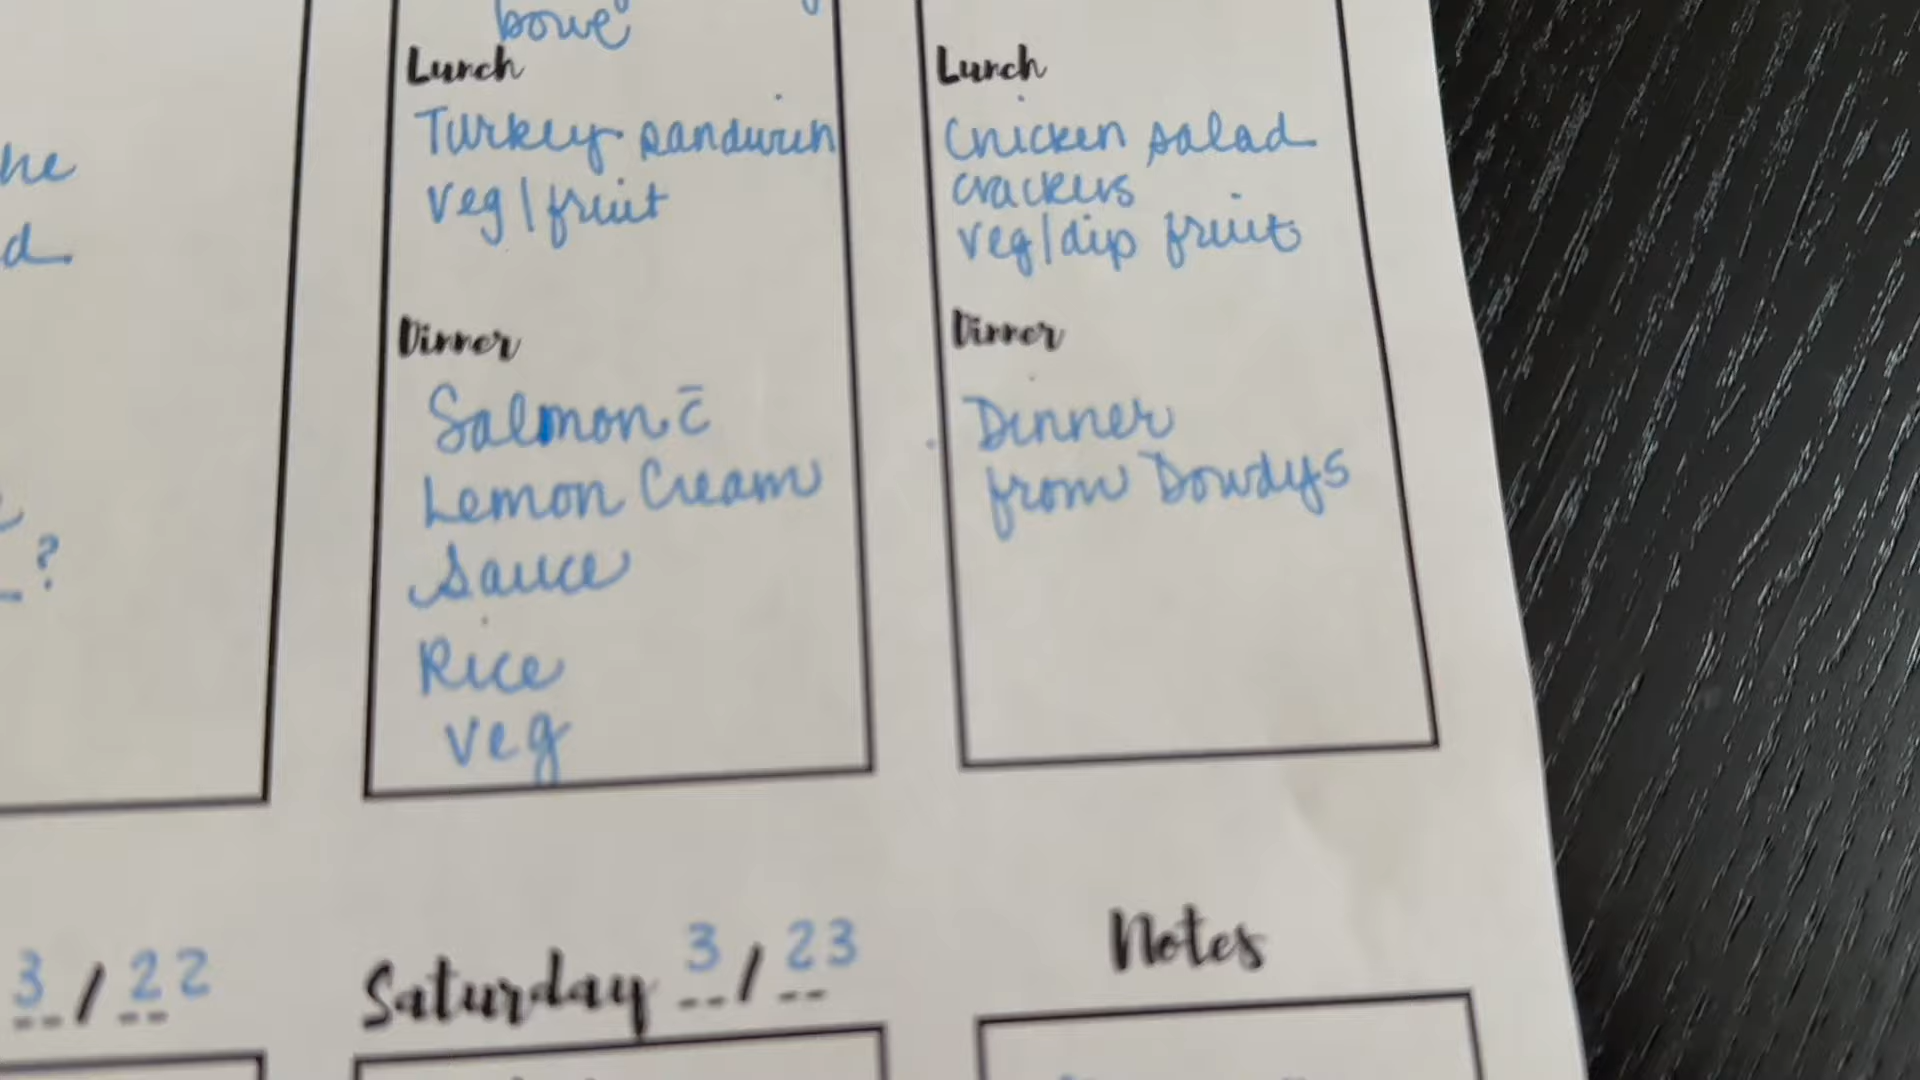 he
d
?
bowl
Lunch
Turkey sandwich
veg/fruit
Dinner
Salmon c̄
Lemon Cream
Sauce
Rice
veg
Lunch
Chicken salad
crackers
veg/dip fruit
Dinner
Dinner
from Dowdys
3/22
Saturday 3/23
Notes